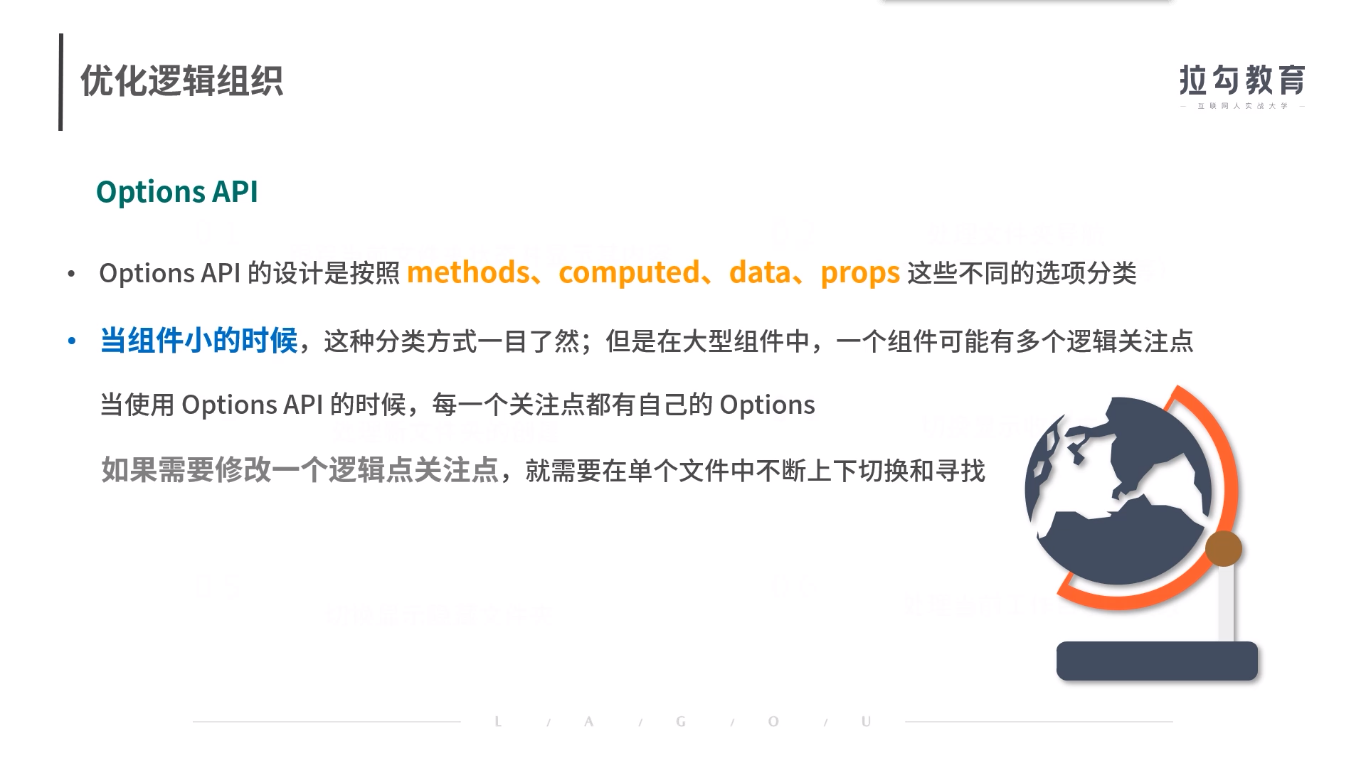 优化逻辑组织
拉勾教育
互联网人实战大学
Options API
• Options API 的设计是按照 methods、computed、data、props 这些不同的选项分类
• 当组件小的时候，这种分类方式一目了然；但是在大型组件中，一个组件可能有多个逻辑关注点
当使用 Options API 的时候，每一个关注点都有自己的 Options
如果需要修改一个逻辑点关注点，就需要在单个文件中不断上下切换和寻找
L / A / G / O / U